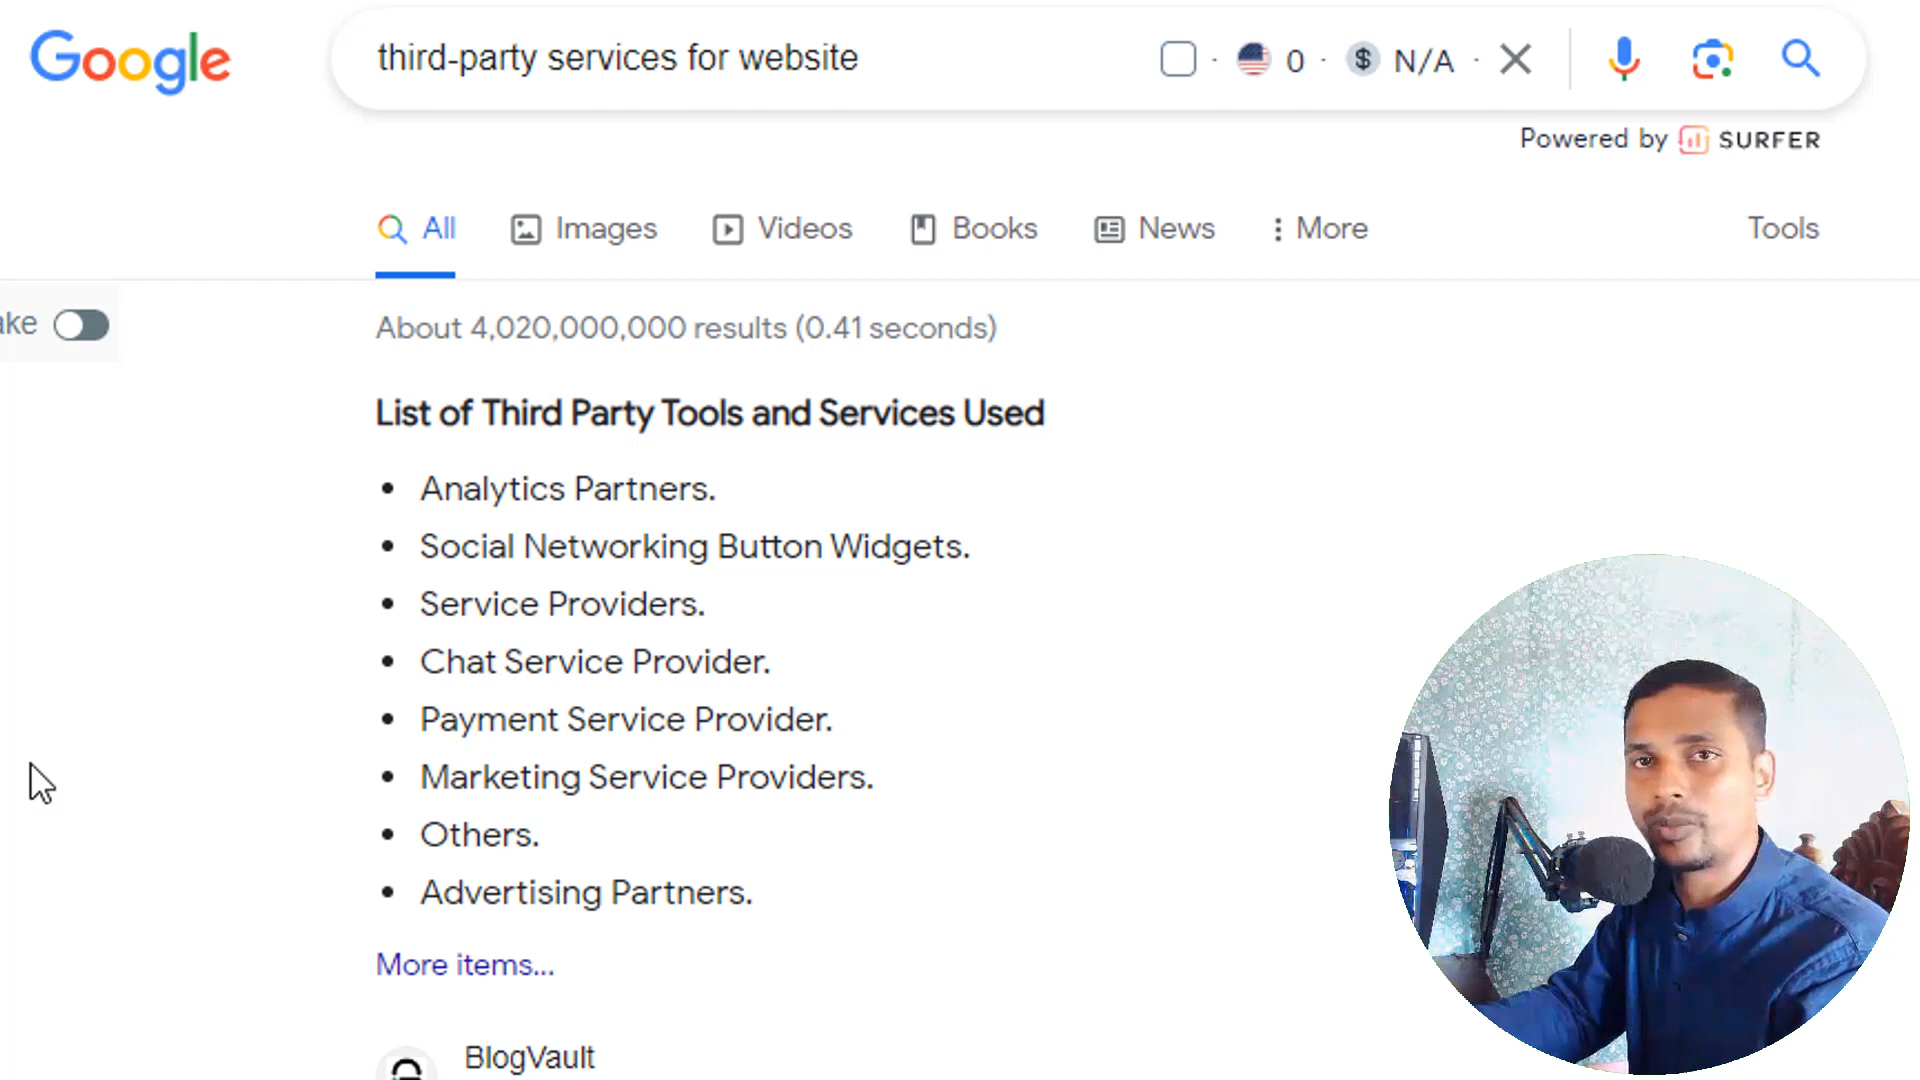 Google
third-party services for website
· 0 · $ N/A ·
Powered by SURFER
All Images Videos Books News More
Tools
ake
About 4,020,000,000 results (0.41 seconds)
List of Third Party Tools and Services Used
• Analytics Partners.
• Social Networking Button Widgets.
• Service Providers.
• Chat Service Provider.
• Payment Service Provider.
• Marketing Service Providers.
• Others.
• Advertising Partners.
More items...
BlogVault